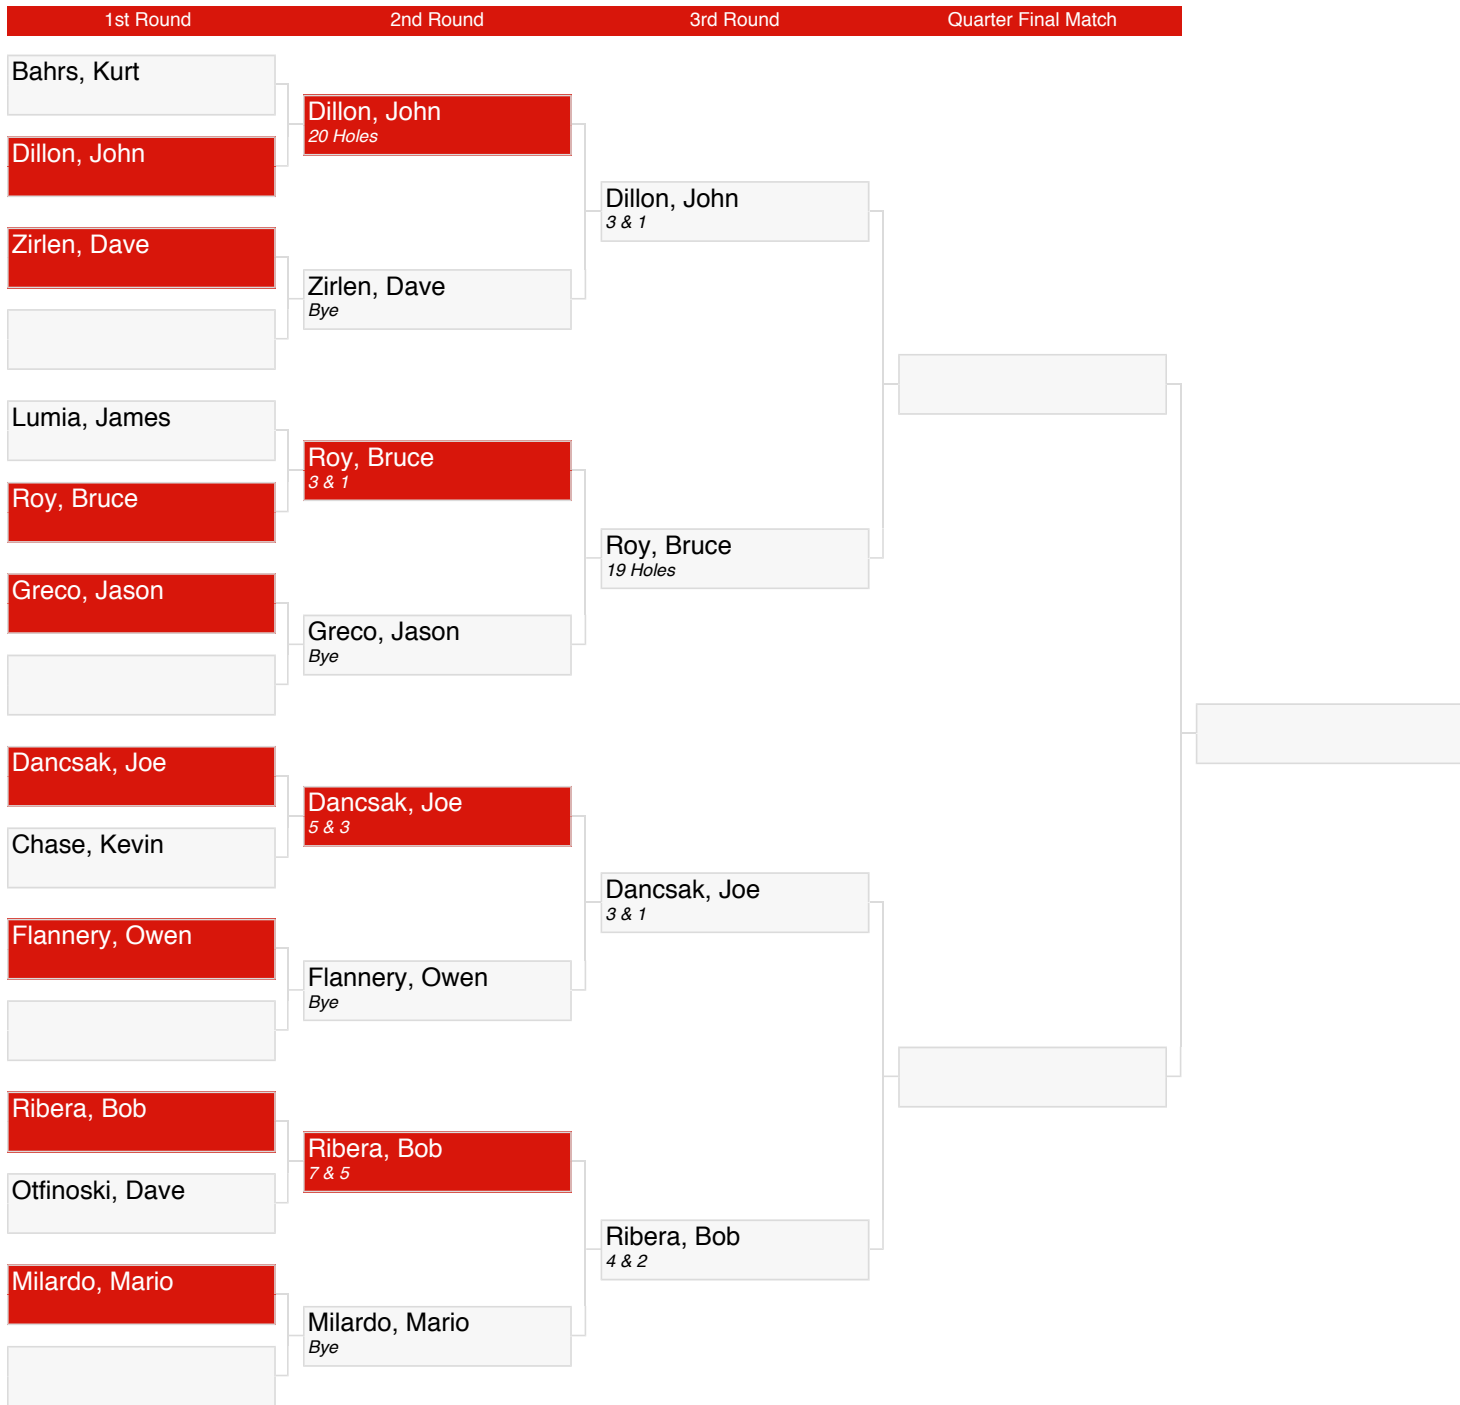 1st Round
2nd Round
3rd Round
Quarter Final Match
Bahrs, Kurt
Dillon, John
Zirlen, Dave
Lumia, James
Roy, Bruce
Greco, Jason
Dancsak, Joe
Chase, Kevin
Flannery, Owen
Ribera, Bob
Otfinoski, Dave
Milardo, Mario
Dillon, John
20 Holes
Zirlen, Dave
Bye
Roy, Bruce
3 & 1
Greco, Jason
Bye
Dancsak, Joe
5 & 3
Flannery, Owen
Bye
Ribera, Bob
7 & 5
Milardo, Mario
Bye
Dillon, John
3 & 1
Roy, Bruce
19 Holes
Dancsak, Joe
3 & 1
Ribera, Bob
4 & 2